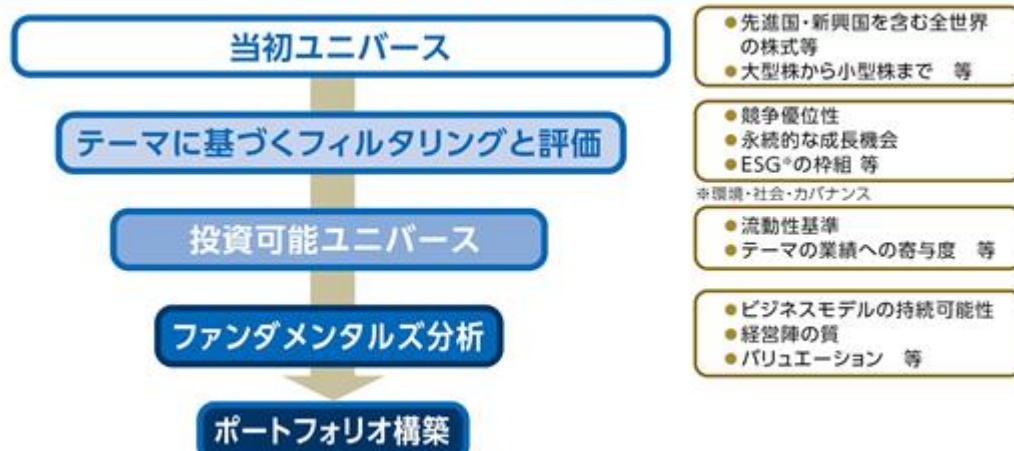 当初ユニバース
●先進国・新興国を含む全世界
の株式等
●大型株から小型株まで 等
テーマに基づくフィルタリングと評価
●競争優位性
●永続的な成長機会
●ESG※の枠組 等
※環境・社会・ガバナンス
投資可能ユニバース
●流動性基準
●テーマの業績への寄与度 等
ファンダメンタルズ分析
●ビジネスモデルの持続可能性
●経営陣の質
●バリュエーション 等
ポートフォリオ構築